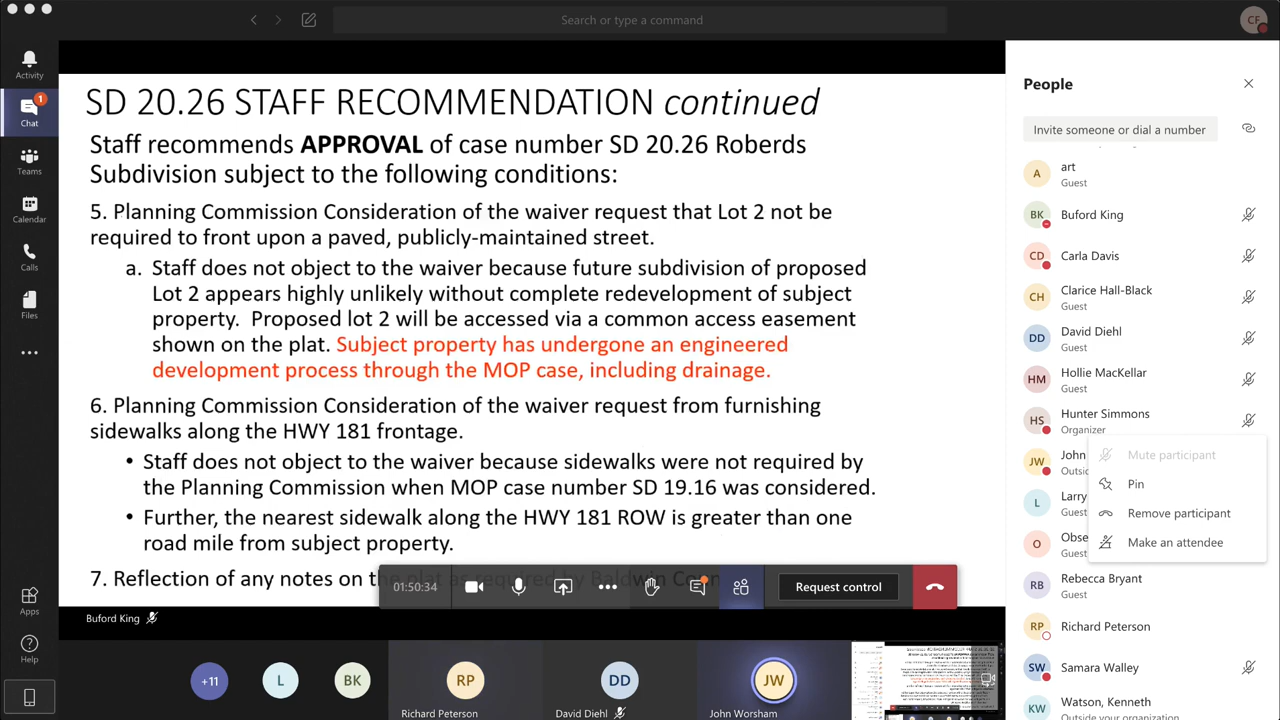 Search or type a command
CF
Activity
1
Chat
Teams
Calendar
Calls
Files
Apps
Help
SD 20.26 STAFF RECOMMENDATION continued
Staff recommends APPROVAL of case number SD 20.26 Roberds
Subdivision subject to the following conditions:
5. Planning Commission Consideration of the waiver request that Lot 2 not be
required to front upon a paved, publicly-maintained street.
a. Staff does not object to the waiver because future subdivision of proposed
Lot 2 appears highly unlikely without complete redevelopment of subject
property. Proposed lot 2 will be accessed via a common access easement
shown on the plat. Subject property has undergone an engineered
development process through the MOP case, including drainage.
6. Planning Commission Consideration of the waiver request from furnishing
sidewalks along the HWY 181 frontage.
• Staff does not object to the waiver because sidewalks were not required by
the Planning Commission when MOP case number SD 19.16 was considered.
• Further, the nearest sidewalk along the HWY 181 ROW is greater than one
road mile from subject property.
7. Reflection of any notes on the plat as required by Baldwin
01:50:34
Request control
Buford King
HM
BK
RP
Richard Peterson
DD
David Diehl
JW
John Worsham
People
Invite someone or dial a number
A
art
Guest
BK
Buford King
CD
Carla Davis
CH
Clarice Hall-Black
Guest
DD
David Diehl
Guest
HM
Hollie MacKellar
Guest
HS
Hunter Simmons
Organizer
JW
John
Outsi
Mute participant
Pin
Remove participant
Make an attendee
L
Larry
Gues
O
Obse
Gues
RB
Rebecca Bryant
Guest
RP
Richard Peterson
SW
Samara Walley
KW
Watson, Kenneth
Outside your organization